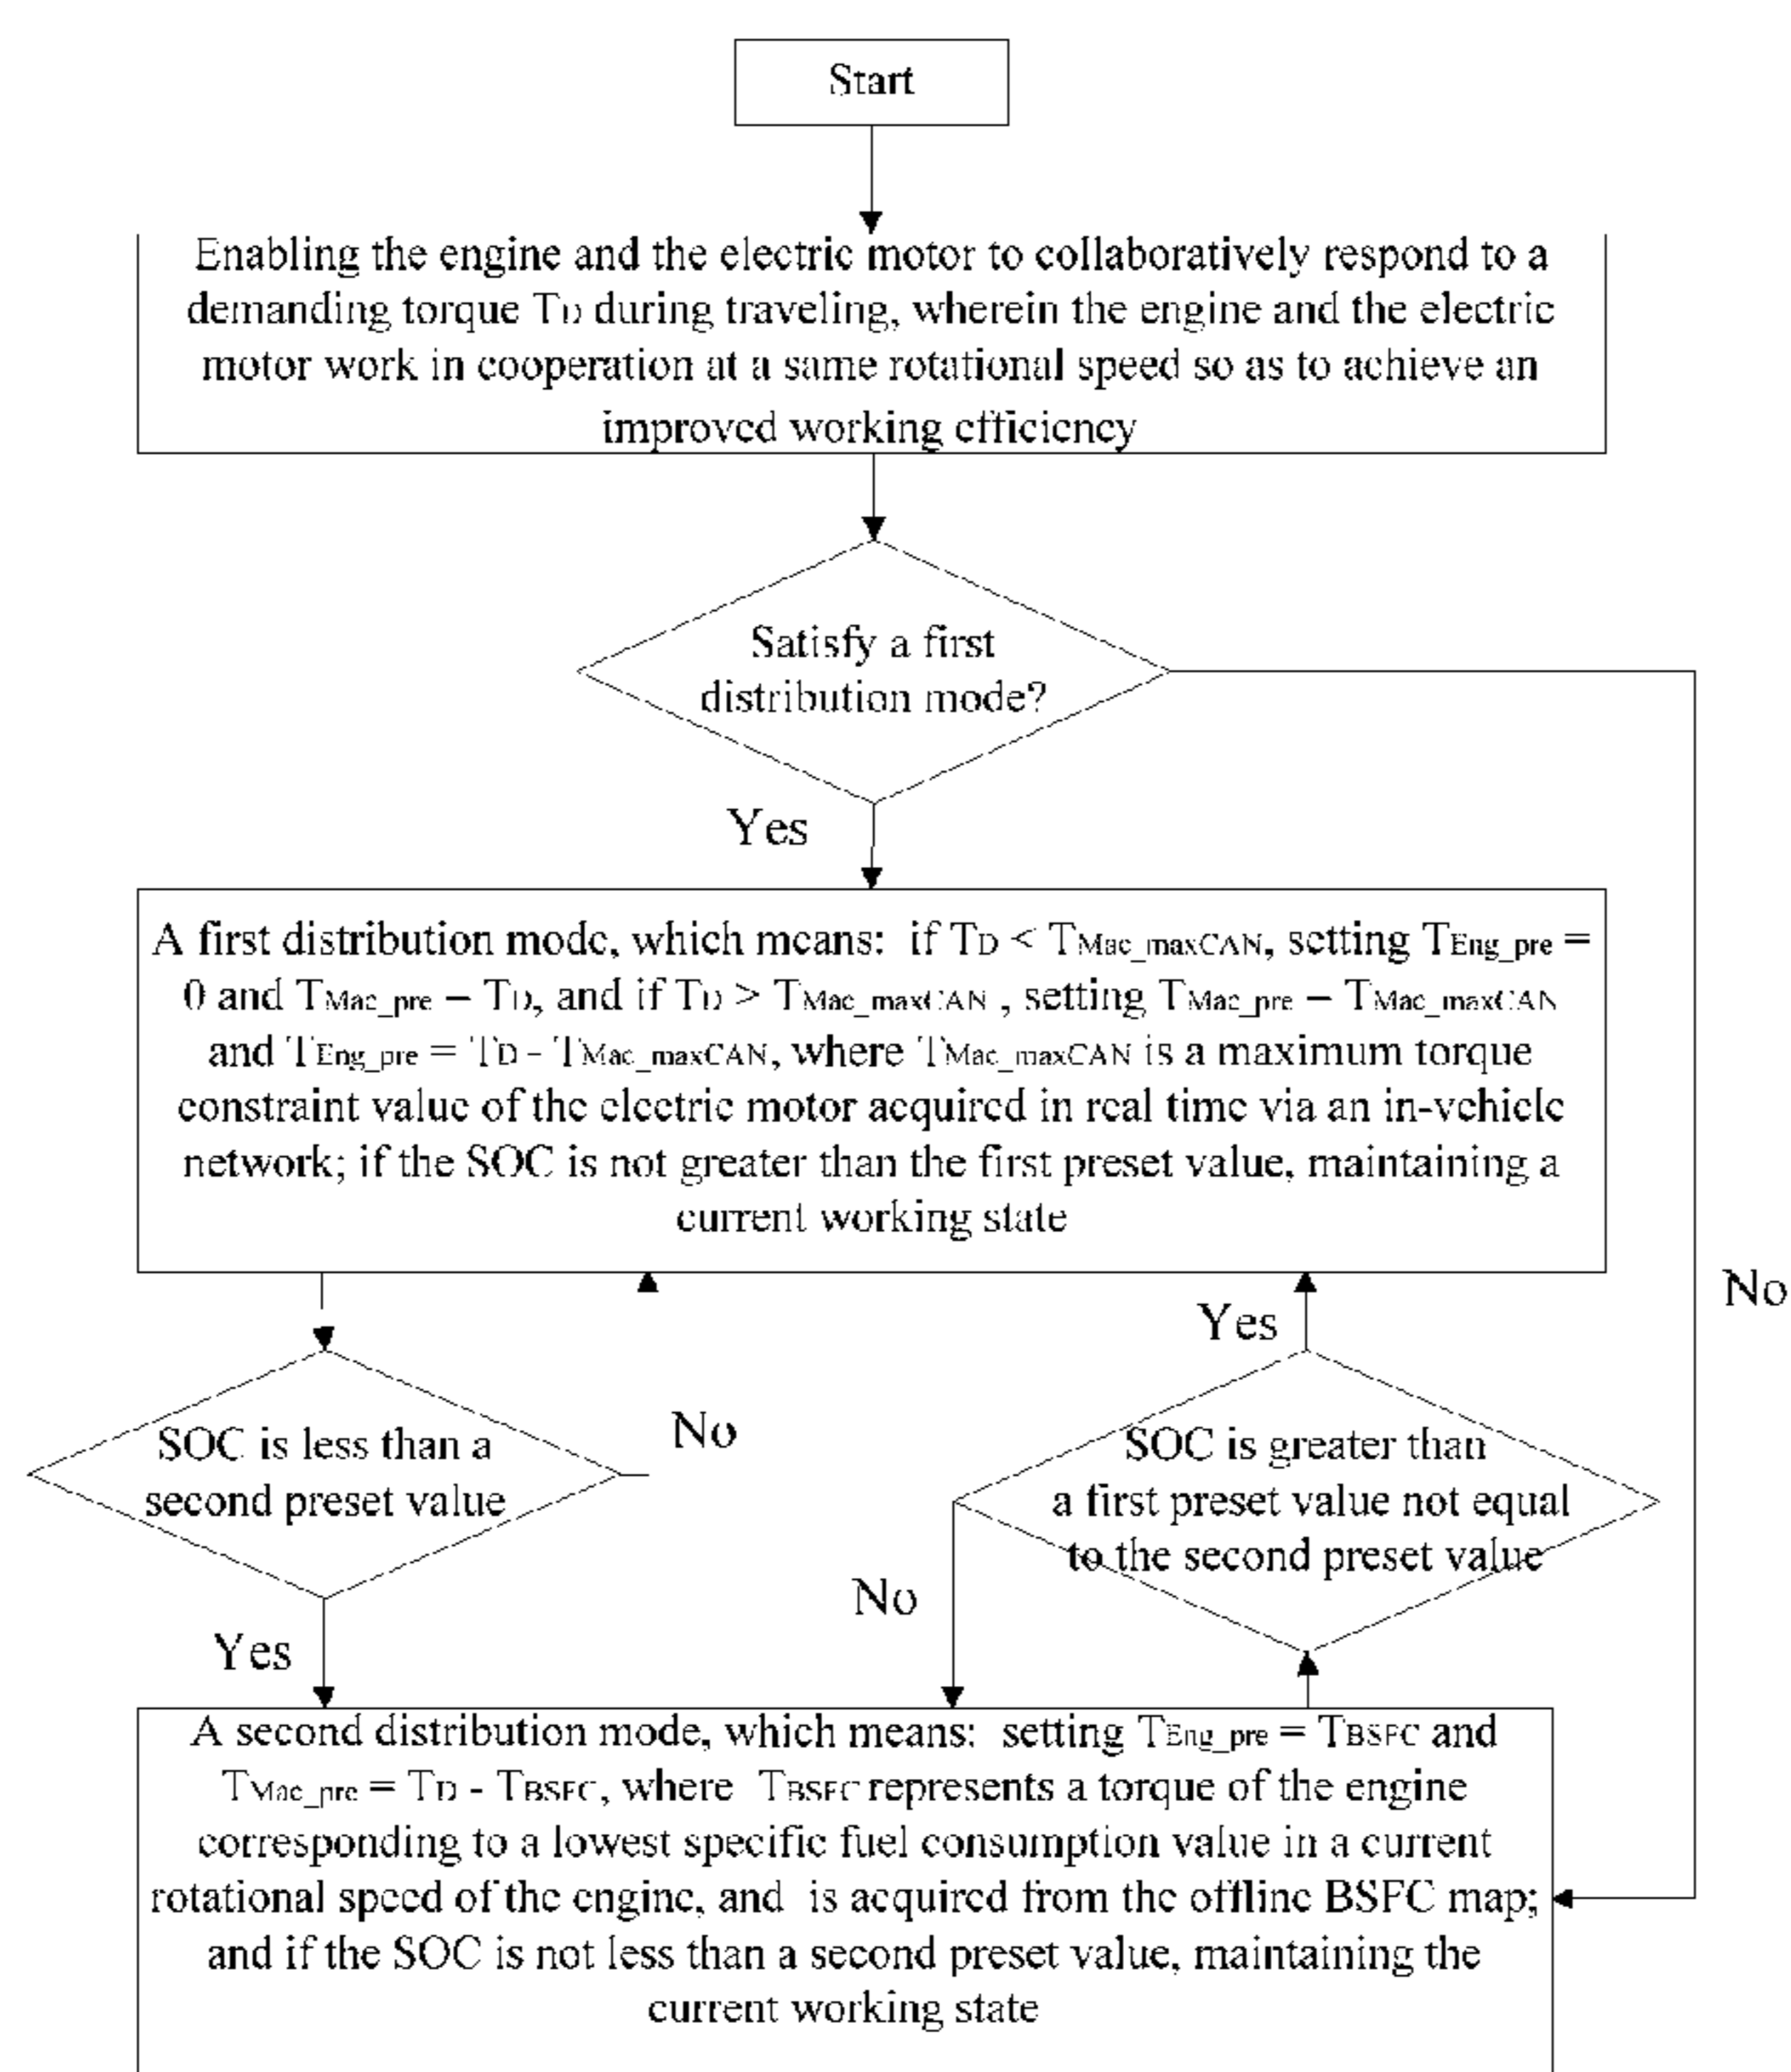 Start
Enabling the engine and the electric motor to collaboratively respond to a
demanding torque TD during traveling, wherein the engine and the electric
motor work in cooperation at a same rotational speed so as to achieve an
improved working efficiency
Satisfy a first
distribution mode?
Yes
No
A first distribution mode, which means: if TD < TMac_maxCAN, setting TEng_pre =
0 and TMac_pre = TD, and if TD > TMac_maxCAN , setting TMac_pre = TMac_maxCAN
and TEng_pre = TD - TMac_maxCAN, where TMac_maxCAN is a maximum torque
constraint value of the electric motor acquired in real time via an in-vehicle
network; if the SOC is not greater than the first preset value, maintaining a
current working state
SOC is less than a
second preset value
No
Yes
Yes
SOC is greater than
a first preset value not equal
to the second preset value
No
A second distribution mode, which means: setting TEng_pre = TBSFC and
TMac_pre = TD - TBSFC, where TBSFC represents a torque of the engine
corresponding to a lowest specific fuel consumption value in a current
rotational speed of the engine, and is acquired from the offline BSFC map;
and if the SOC is not less than a second preset value, maintaining the
current working state